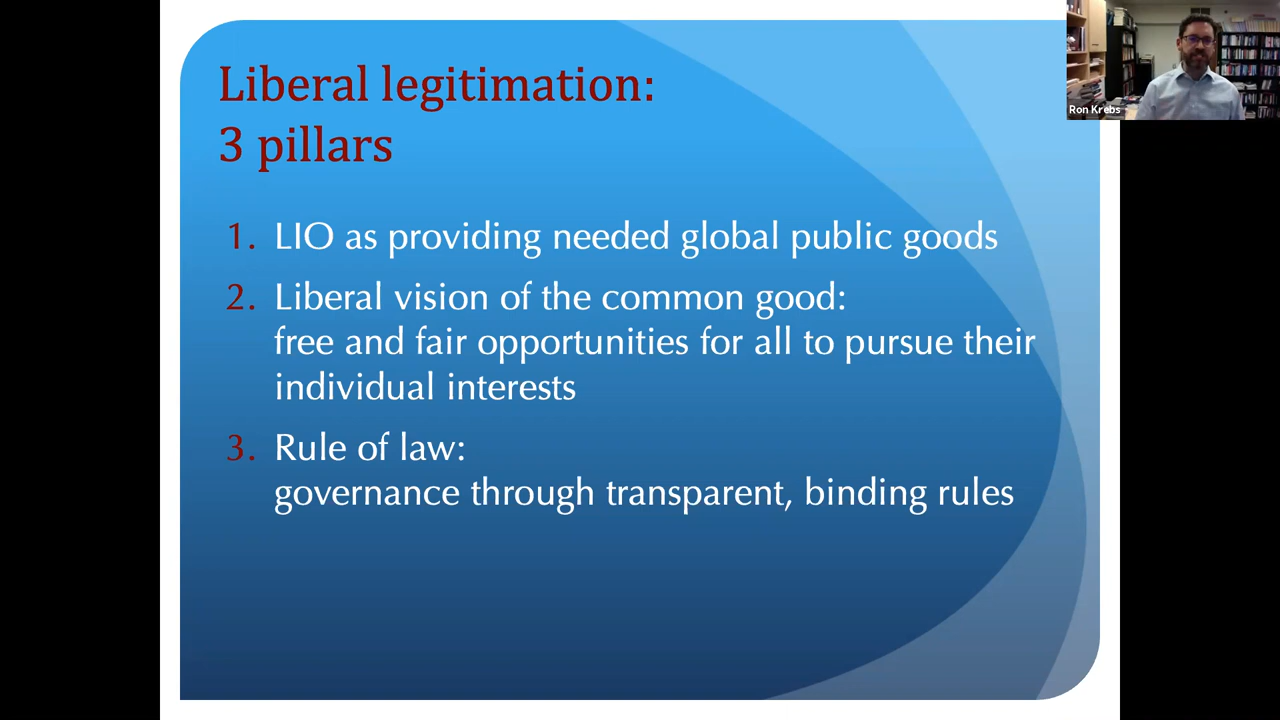 Liberal legitimation:
3 pillars
1. LIO as providing needed global public goods
2. Liberal vision of the common good:
free and fair opportunities for all to pursue their
individual interests
3. Rule of law:
governance through transparent, binding rules
Ron Krebs